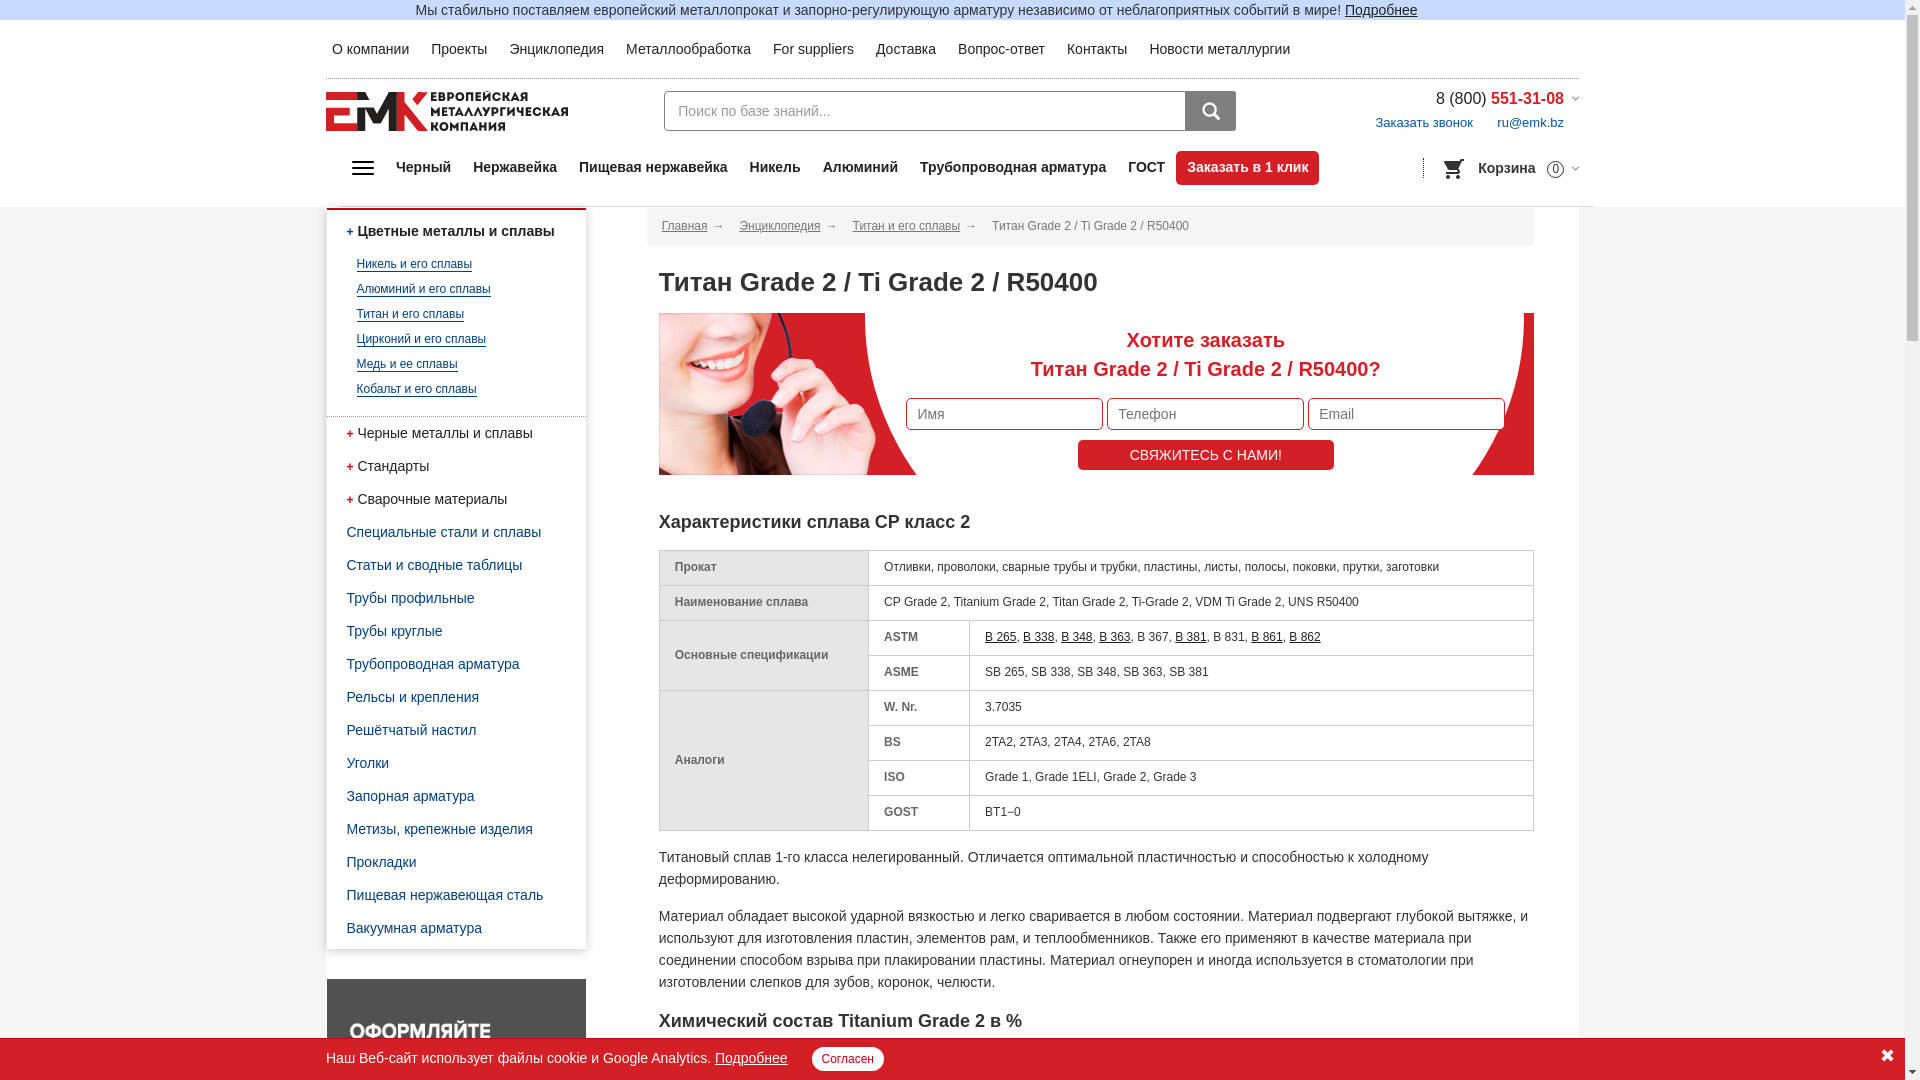 Мы стабильно поставляем европейский металлопрокат и запорно-регулирующую арматуру независимо от неблагоприятных событий в мире! Подробнее
О компании Проекты Энциклопедия Металлообработка For suppliers Доставка Вопрос-ответ Контакты Новости металлургии
ЕМК ЕВРОПЕЙСКАЯ
МЕТАЛЛУРГИЧЕСКАЯ
КОМПАНИЯ
Поиск по базе знаний...
8 (800) 551-31-08
Заказать звонок ru@emk.bz
Черный Нержавейка Пищевая нержавейка Никель Алюминий Трубопроводная арматура ГОСТ Заказать в 1 клик
Корзина 0
+ Цветные металлы и сплавы
Никель и его сплавы
Алюминий и его сплавы
Титан и его сплавы
Цирконий и его сплавы
Медь и ее сплавы
Кобальт и его сплавы
+ Черные металлы и сплавы
+ Стандарты
+ Сварочные материалы
Специальные стали и сплавы
Статьи и сводные таблицы
Трубы профильные
Трубы круглые
Трубопроводная арматура
Рельсы и крепления
Решётчатый настил
Уголки
Запорная арматура
Метизы, крепежные изделия
Прокладки
Пищевая нержавеющая сталь
Вакуумная арматура
ОФОРМЛЯЙТЕ
Главная → Энциклопедия → Титан и его сплавы → Титан Grade 2 / Ti Grade 2 / R50400
Титан Grade 2 / Ti Grade 2 / R50400
Хотите заказать
Титан Grade 2 / Ti Grade 2 / R50400?
Имя Телефон Email
СВЯЖИТЕСЬ С НАМИ!
Характеристики сплава CP класс 2
Прокат Отливки, проволоки, сварные трубы и трубки, пластины, листы, полосы, поковки, прутки, заготовки
Наименование сплава CP Grade 2, Titanium Grade 2, Titan Grade 2, Ti-Grade 2, VDM Ti Grade 2, UNS R50400
Основные спецификации
ASTM B 265, B 338, B 348, B 363, B 367, B 381, B 831, B 861, B 862
ASME SB 265, SB 338, SB 348, SB 363, SB 381
Аналоги
W. Nr. 3.7035
BS 2TA2, 2TA3, 2TA4, 2TA6, 2TA8
ISO Grade 1, Grade 1ELI, Grade 2, Grade 3
GOST ВТ1−0
Титановый сплав 1-го класса нелегированный. Отличается оптимальной пластичностью и способностью к холодному
деформированию.
Материал обладает высокой ударной вязкостью и легко сваривается в любом состоянии. Материал подвергают глубокой вытяжке, и
используют для изготовления пластин, элементов рам, и теплообменников. Также его применяют в качестве материала при
соединении способом взрыва при плакировании пластины. Материал огнеупорен и иногда используется в стоматологии при
изготовлении слепков для зубов, коронок, челюсти.
Химический состав Titanium Grade 2 в %
Наш Веб-сайт использует файлы cookie и Google Analytics. Подробнее Согласен ✖